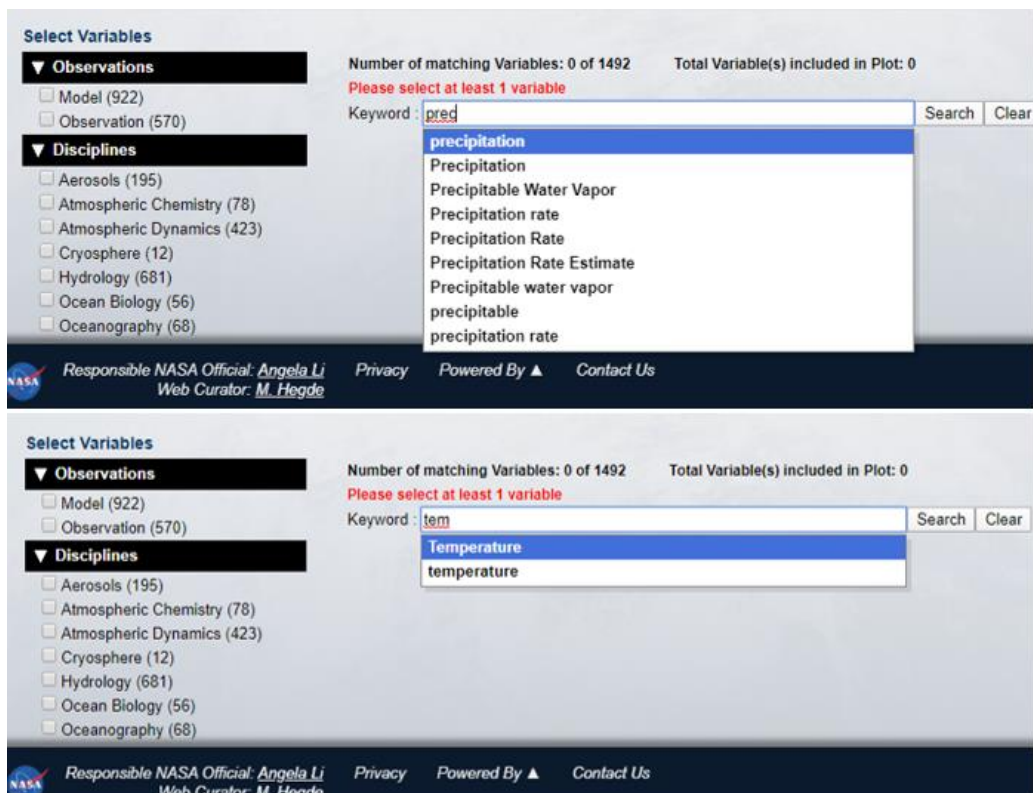 Select Variables
▼ Observations
Model (922)
Observation (570)
▼ Disciplines
Aerosols (195)
Atmospheric Chemistry (78)
Atmospheric Dynamics (423)
Cryosphere (12)
Hydrology (681)
Ocean Biology (56)
Oceanography (68)
Number of matching Variables: 0 of 1492 Total Variable(s) included in Plot: 0
Please select at least 1 variable
Keyword : prec Search Clear
precipitation
Precipitation
Precipitable Water Vapor
Precipitation rate
Precipitation Rate
Precipitation Rate Estimate
Precipitable water vapor
precipitable
precipitation rate
NASA
Responsible NASA Official: Angela Li Privacy Powered By ▲ Contact Us
Web Curator: M. Hegde
Select Variables
▼ Observations
Model (922)
Observation (570)
▼ Disciplines
Aerosols (195)
Atmospheric Chemistry (78)
Atmospheric Dynamics (423)
Cryosphere (12)
Hydrology (681)
Ocean Biology (56)
Oceanography (68)
Number of matching Variables: 0 of 1492 Total Variable(s) included in Plot: 0
Please select at least 1 variable
Keyword : tem Search Clear
Temperature
temperature
NASA
Responsible NASA Official: Angela Li Privacy Powered By ▲ Contact Us
Web Curator: M. Hegde